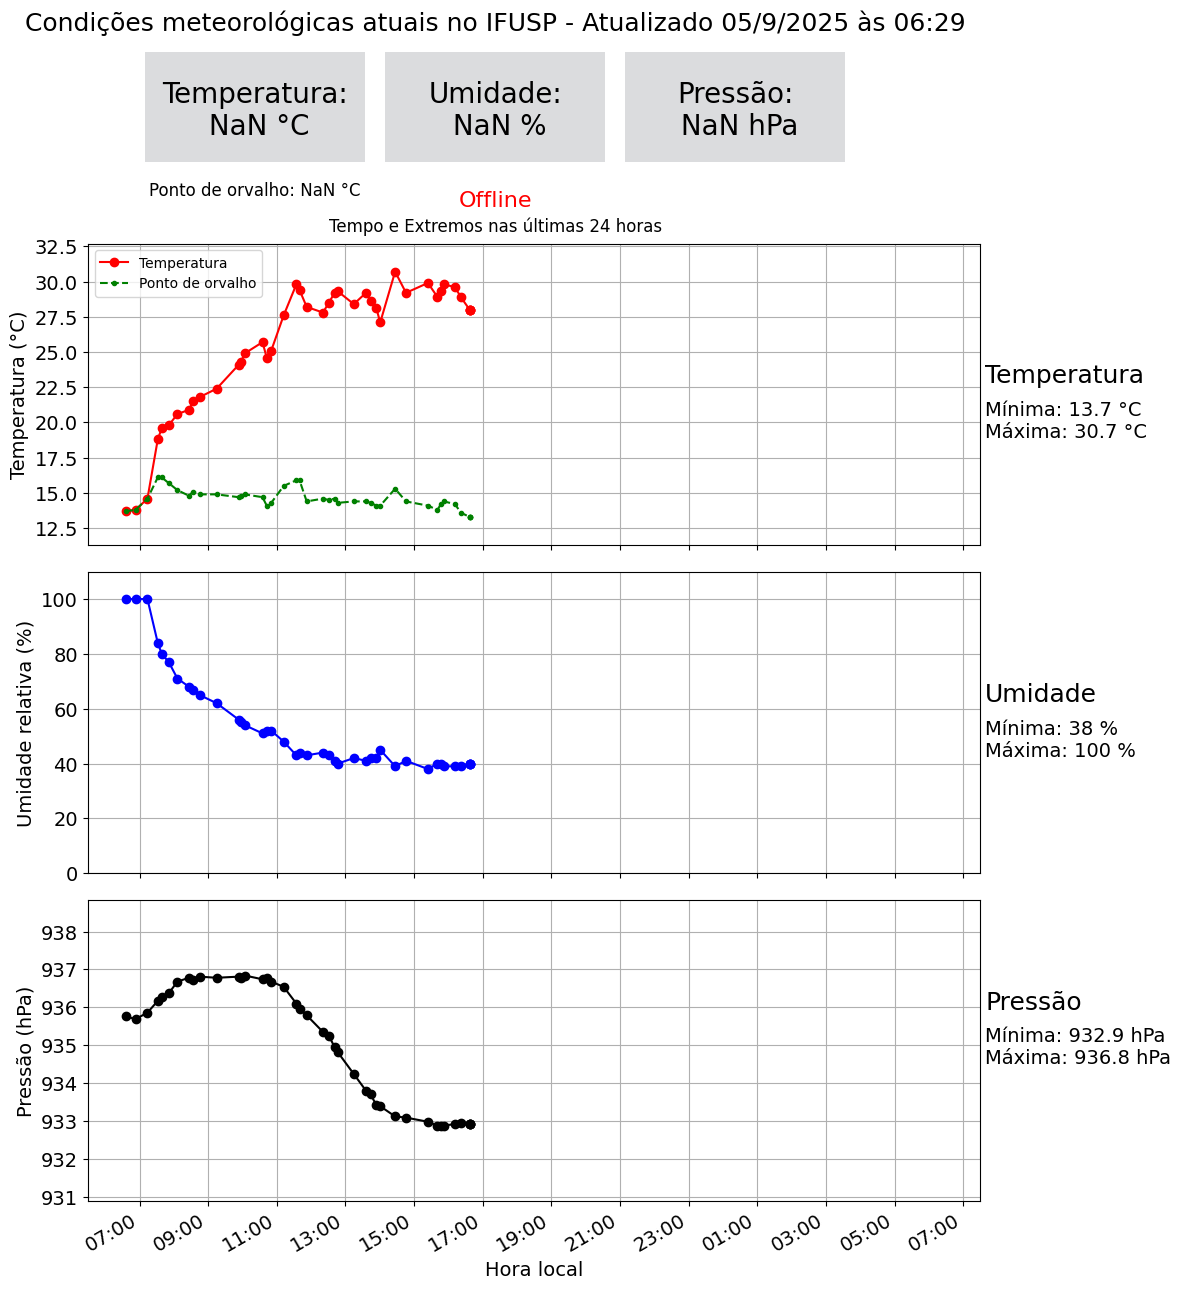 Condições meteorológicas atuais no IFUSP - Atualizado 05/9/2025 às 06:29
Temperatura:
NaN °C
Umidade:
NaN %
Pressão:
NaN hPa
Ponto de orvalho: NaN °C
Offline
Tempo e Extremos nas últimas 24 horas
32.5
30.0
27.5
25.0
22.5
20.0
17.5
15.0
12.5
Temperatura (°C)
Temperatura
Ponto de orvalho
Temperatura
Mínima: 13.7 °C
Máxima: 30.7 °C
100
80
60
40
20
0
Umidade relativa (%)
Umidade
Mínima: 38 %
Máxima: 100 %
938
937
936
935
934
933
932
931
Pressão (hPa)
Pressão
Mínima: 932.9 hPa
Máxima: 936.8 hPa
07:00 09:00 11:00 13:00 15:00 17:00 19:00 21:00 23:00 01:00 03:00 05:00 07:00
Hora local